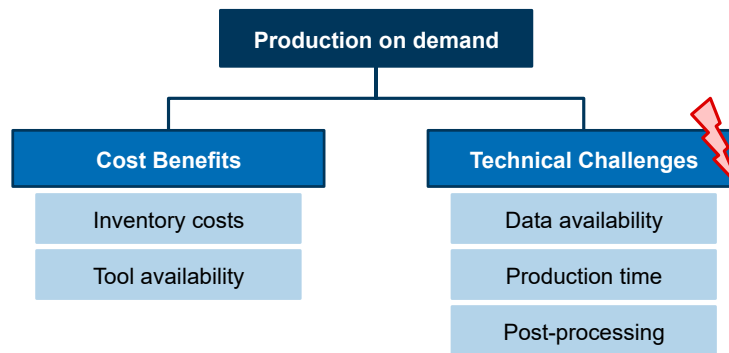 Production on demand
Cost Benefits
Inventory costs
Tool availability
Technical Challenges
Data availability
Production time
Post-processing